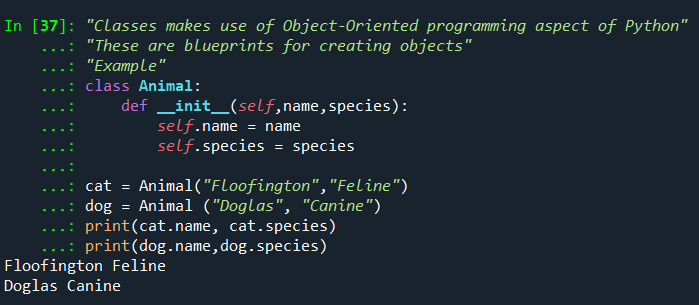 In [37]: "Classes makes use of Object-Oriented programming aspect of Python"
    ...: "These are blueprints for creating objects"
    ...: "Example"
    ...: class Animal:
    ...:     def __init__(self,name,species):
    ...:         self.name = name
    ...:         self.species = species
    ...:
    ...: cat = Animal("Floofington","Feline")
    ...: dog = Animal ("Doglas", "Canine")
    ...: print(cat.name, cat.species)
    ...: print(dog.name,dog.species)
Floofington Feline
Doglas Canine